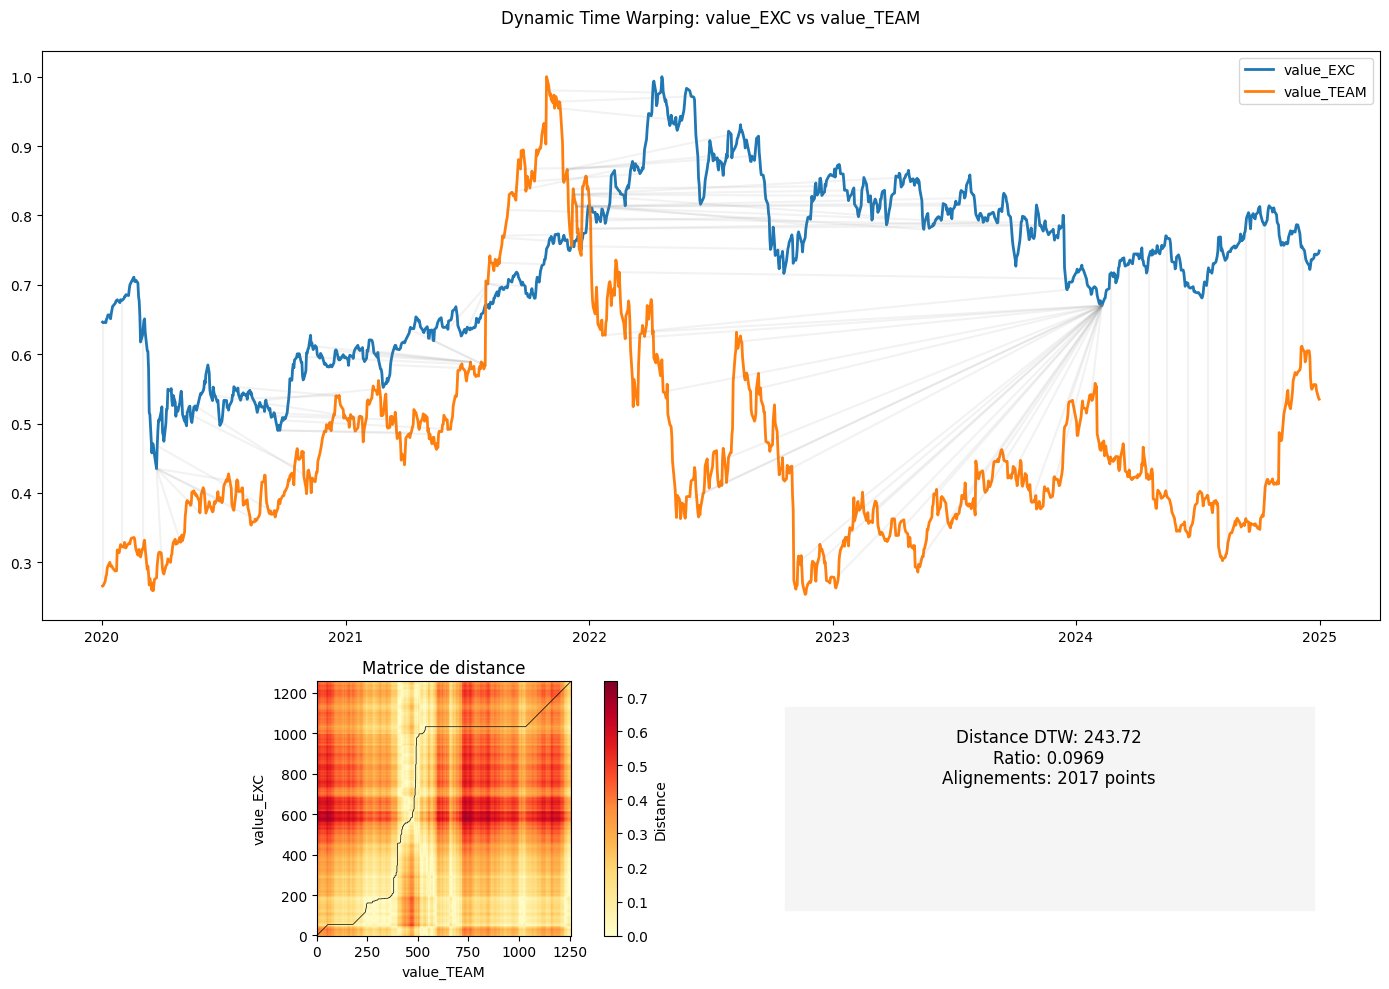 Dynamic Time Warping: value_EXC vs value_TEAM
value_EXC
value_TEAM
1.0
0.9
0.8
0.7
0.6
0.5
0.4
0.3
2020 2021 2022 2023 2024 2025
Matrice de distance
1200
1000
800
600
400
200
0
value_EXC
0 250 500 750 1000 1250
value_TEAM
0.7
0.6
0.5
0.4
0.3
0.2
0.1
0.0
Distance
Distance DTW: 243.72
Ratio: 0.0969
Alignements: 2017 points